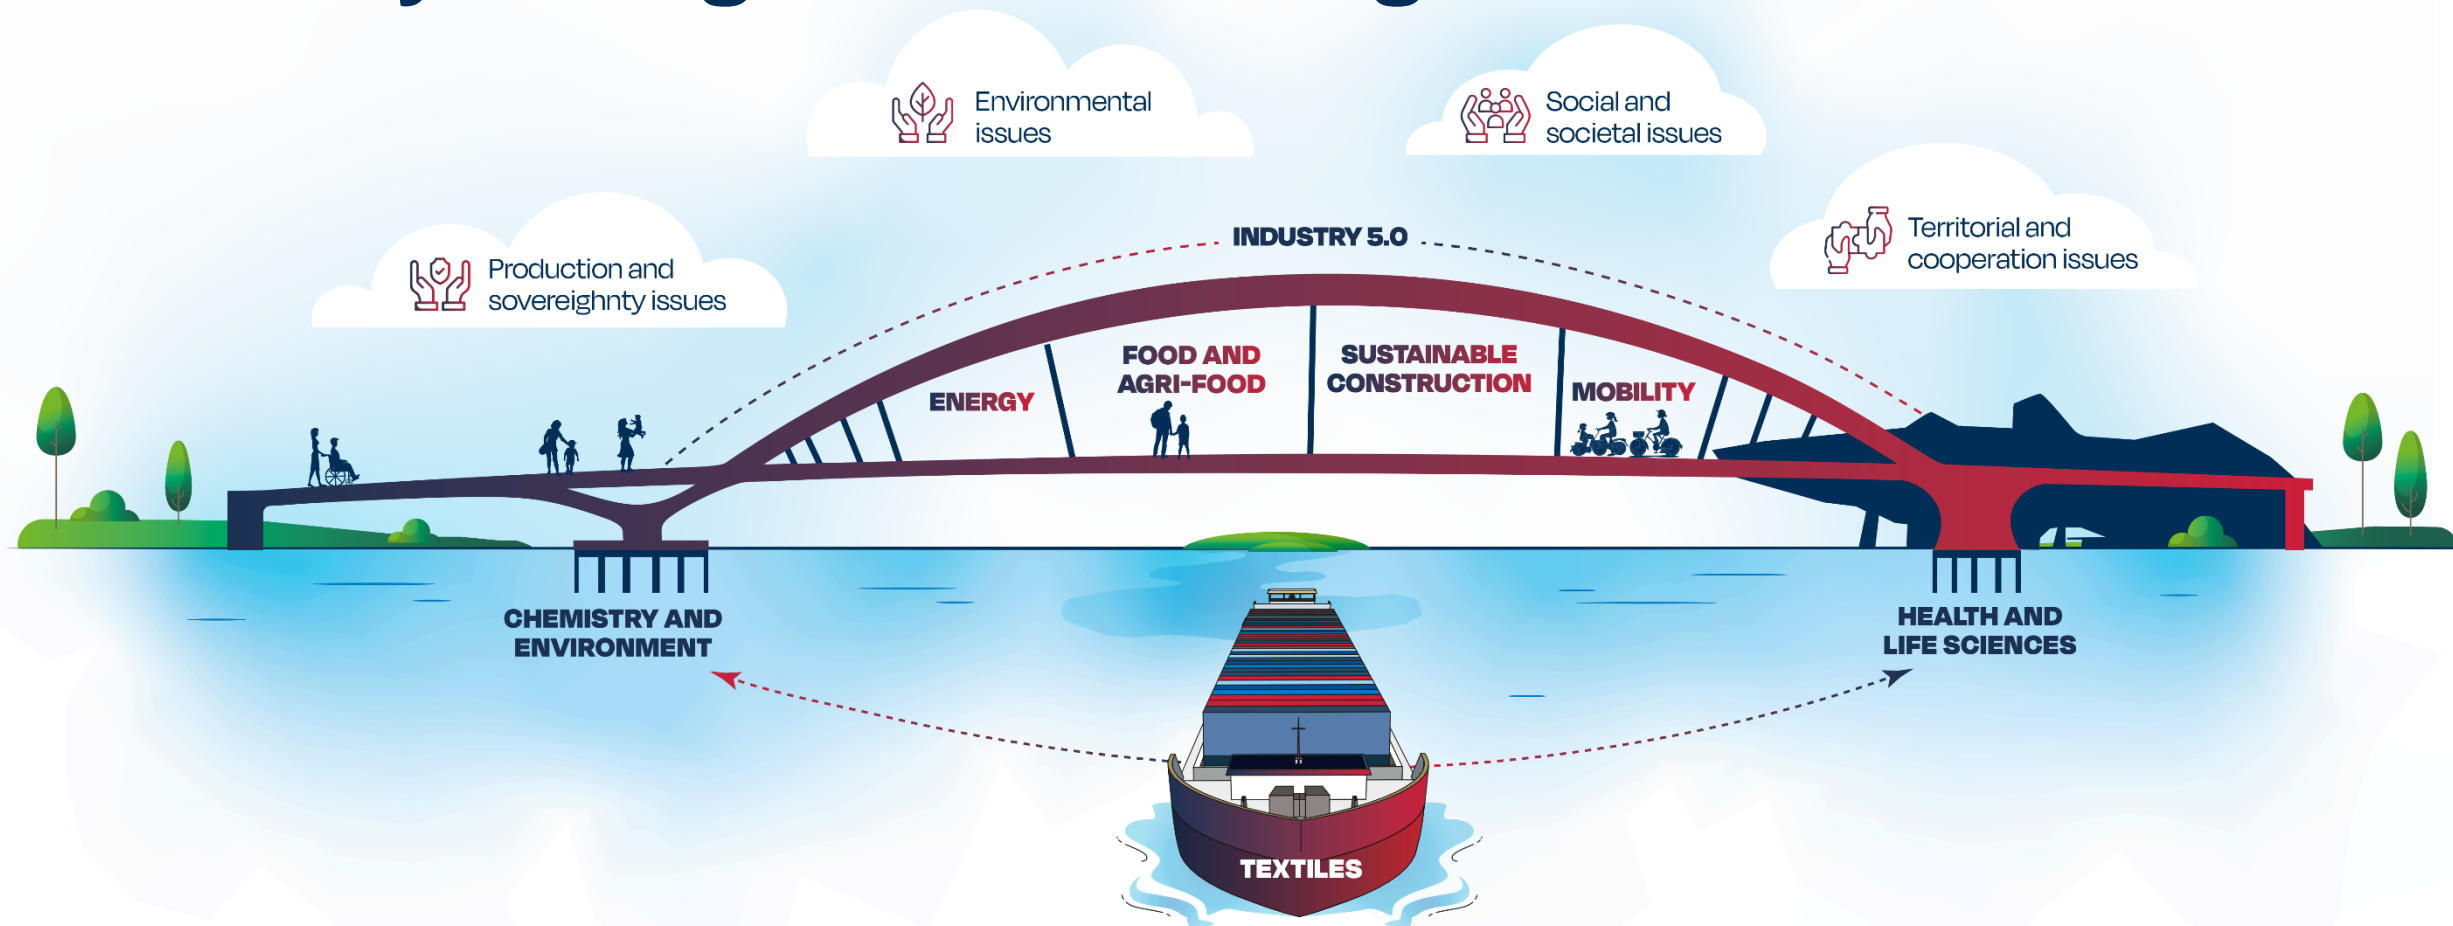 Environmental
issues
Social and
societal issues
Territorial and
cooperation issues
Production and
sovereighnty issues
INDUSTRY 5.0
ENERGY
FOOD AND
AGRI-FOOD
SUSTAINABLE
CONSTRUCTION
MOBILITY
CHEMISTRY AND
ENVIRONMENT
HEALTH AND
LIFE SCIENCES
TEXTILES